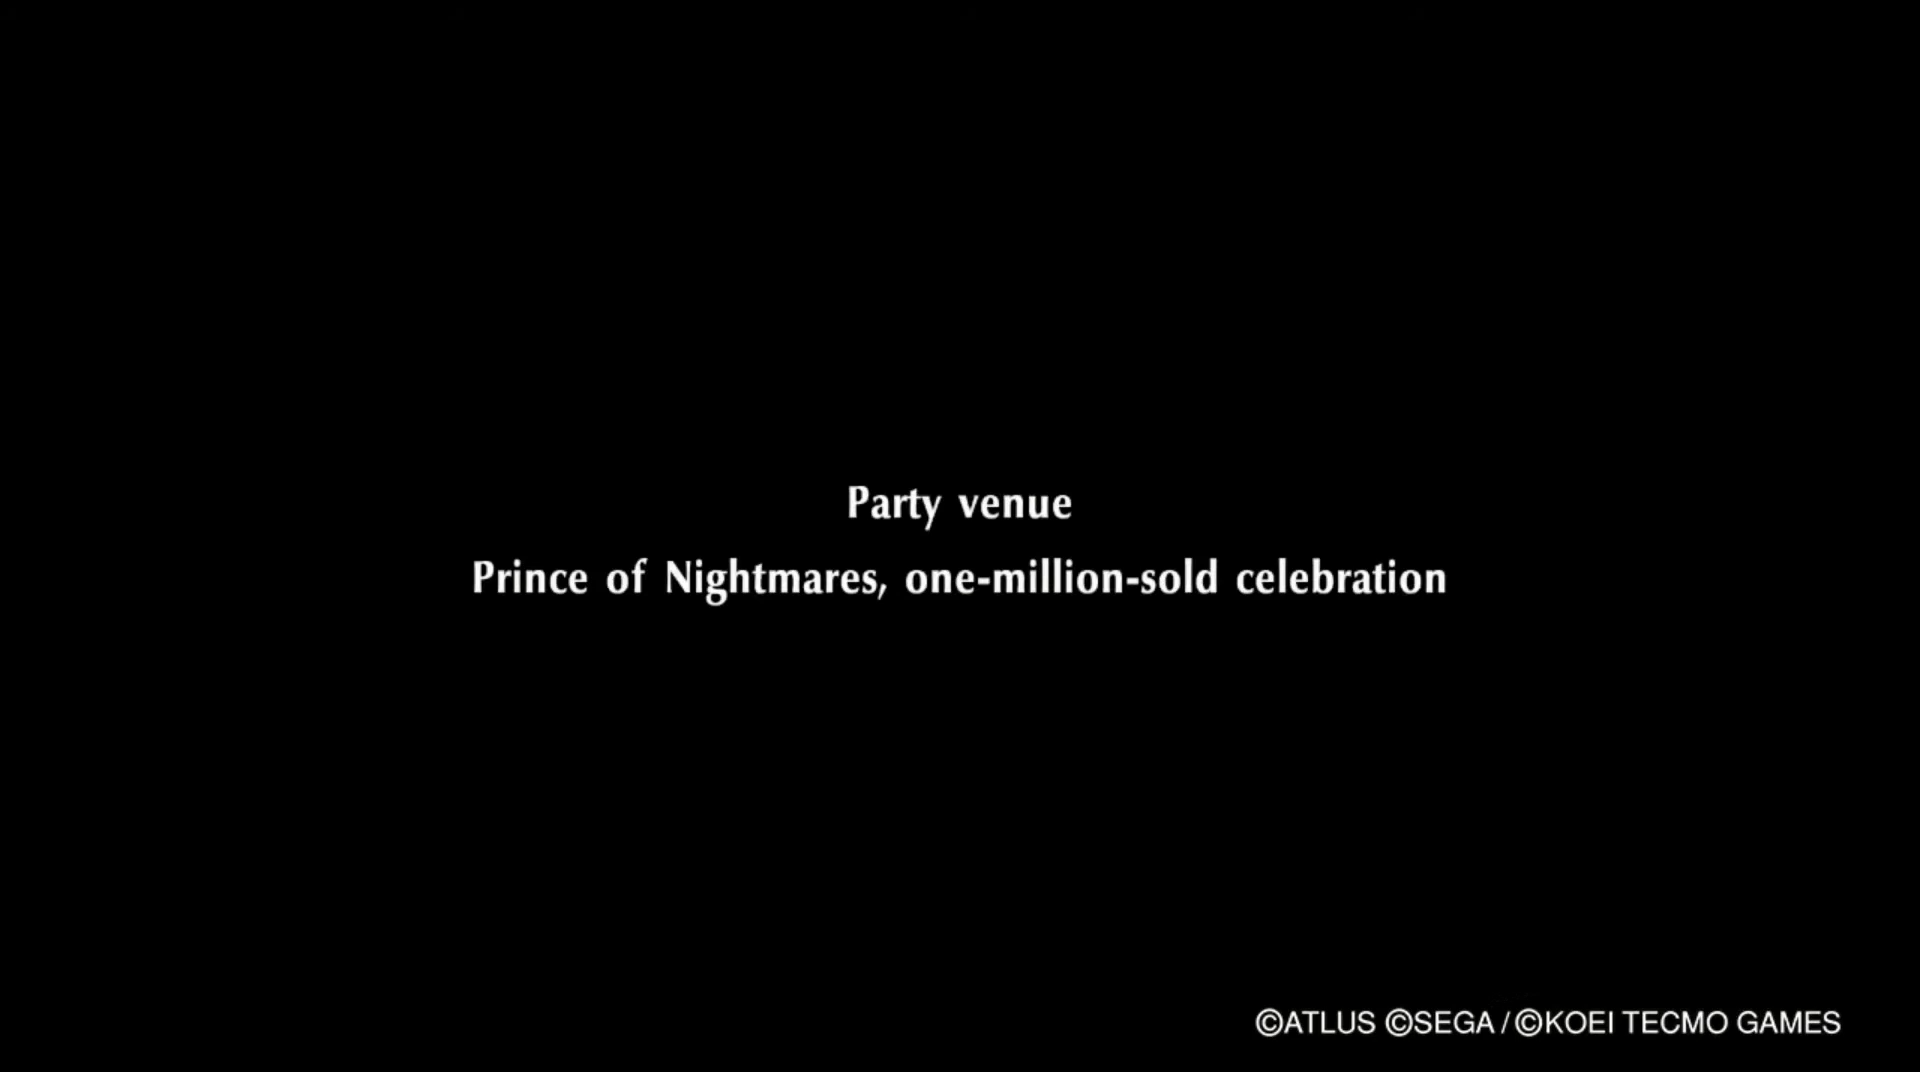 Party venue
Prince of Nightmares, one-million-sold celebration
©ATLUS ©SEGA / ©KOEI TECMO GAMES